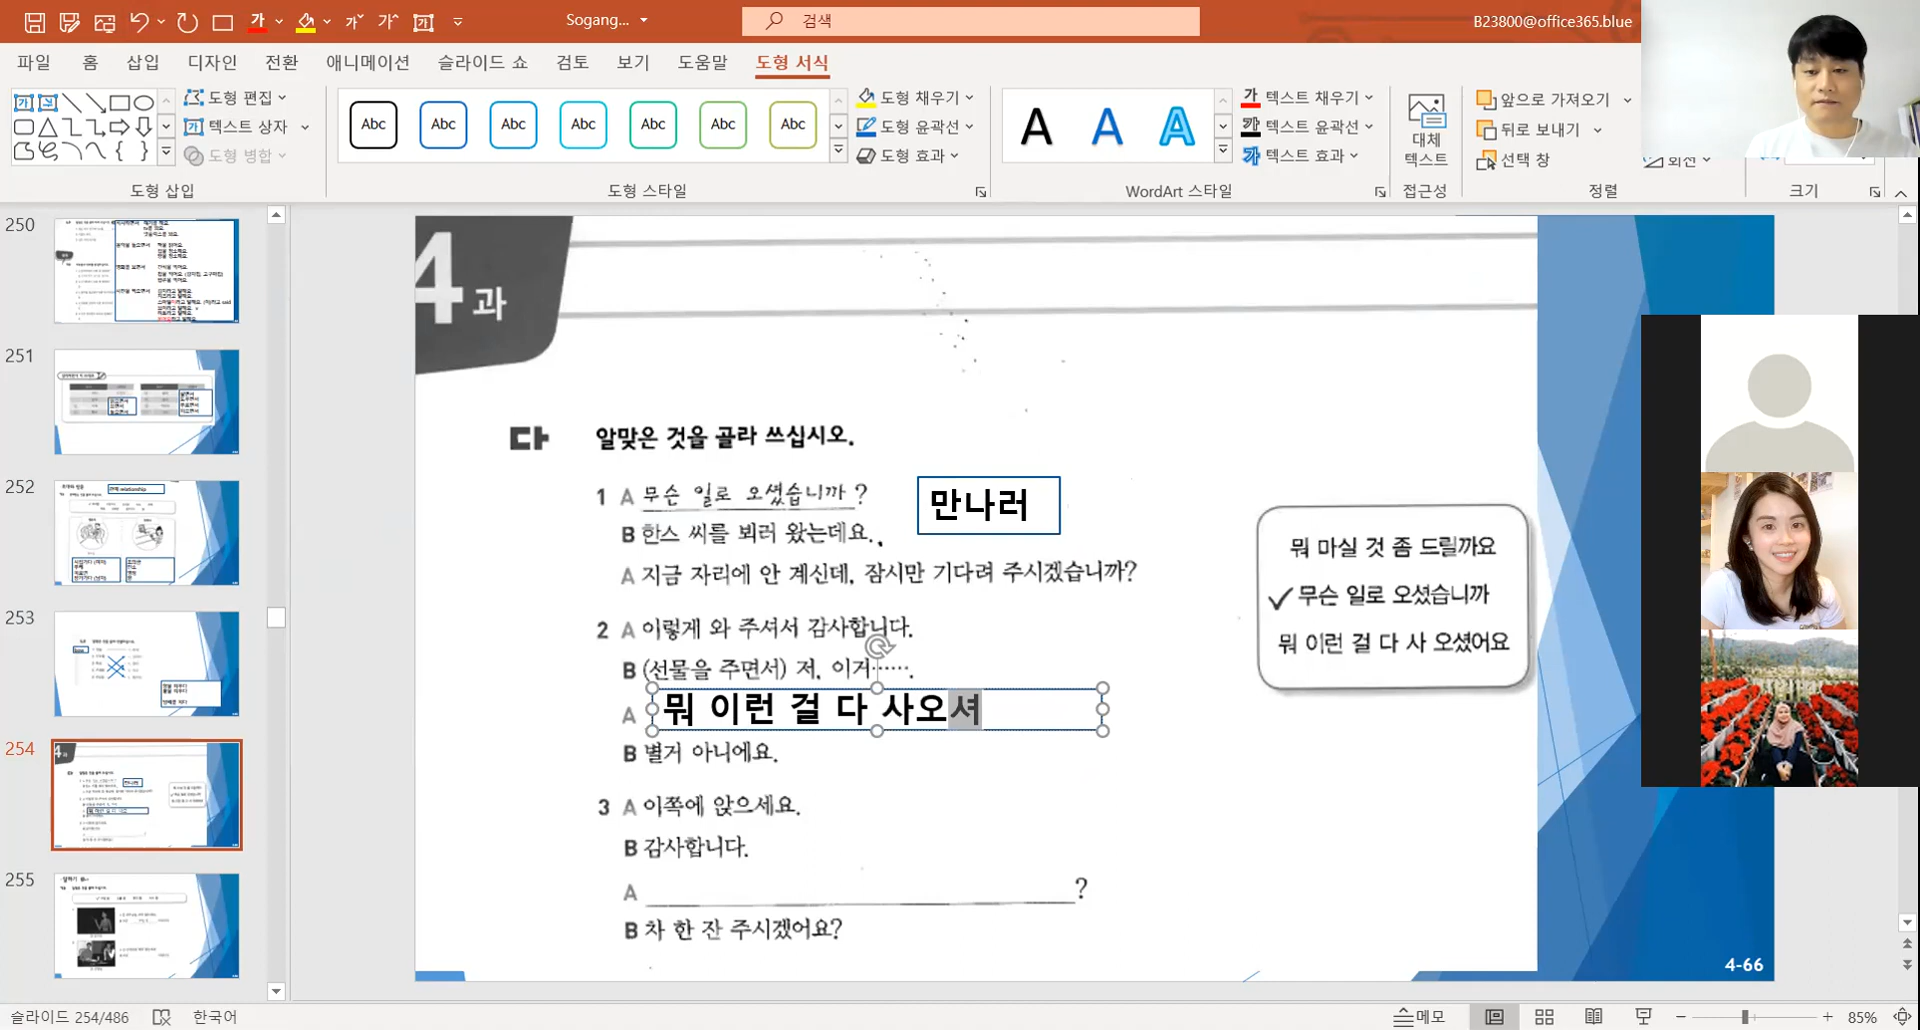 Sogang...
검색
B23800@office365.blue
파일 홈 삽입 디자인 전환 애니메이션 슬라이드 쇼 검토 보기 도움말 도형 서식
도형 편집
텍스트 상자
도형 병합
도형 삽입
Abc Abc Abc Abc Abc Abc Abc
도형 채우기
도형 윤곽선
도형 효과
도형 스타일
A A A
텍스트 채우기
텍스트 윤곽선
텍스트 효과
WordArt 스타일
대체 텍스트
접근성
앞으로 가져오기
뒤로 보내기
선택 창
회전
정렬
크기
250
251
252
253
254
255
4과
다 알맞은 것을 골라 쓰십시오.
1 A 무슨 일로 오셨습니까?
만나러
B 한스 씨를 뵈러 왔는데요.
A 지금 자리에 안 계신데, 잠시만 기다려 주시겠습니까?
2 A 이렇게 와 주셔서 감사합니다.
B (선물을 주면서) 저, 이거…….
A 뭐 이런 걸 다 사오셔
B 별거 아니에요.
3 A 이쪽에 앉으세요.
B 감사합니다.
A ?
B 차 한 잔 주시겠어요?
뭐 마실 것 좀 드릴까요
✓ 무슨 일로 오셨습니까
뭐 이런 걸 다 사 오셨어요
4-66
슬라이드 254/486
한국어
메모
85%